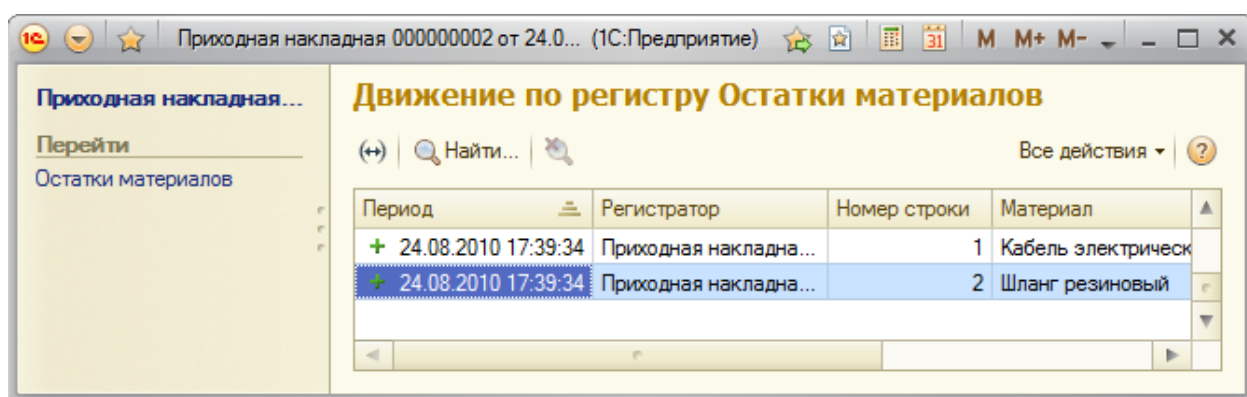 1С Приходная накладная 000000002 от 24.0... (1С:Предприятие) 31 M M+ M-
Приходная накладная...
Перейти
Остатки материалов
Движение по регистру Остатки материалов
Найти... Все действия ?
Период Регистратор Номер строки Материал
24.08.2010 17:39:34 Приходная накладна... 1 Кабель электрическ
24.08.2010 17:39:34 Приходная накладна... 2 Шланг резиновый